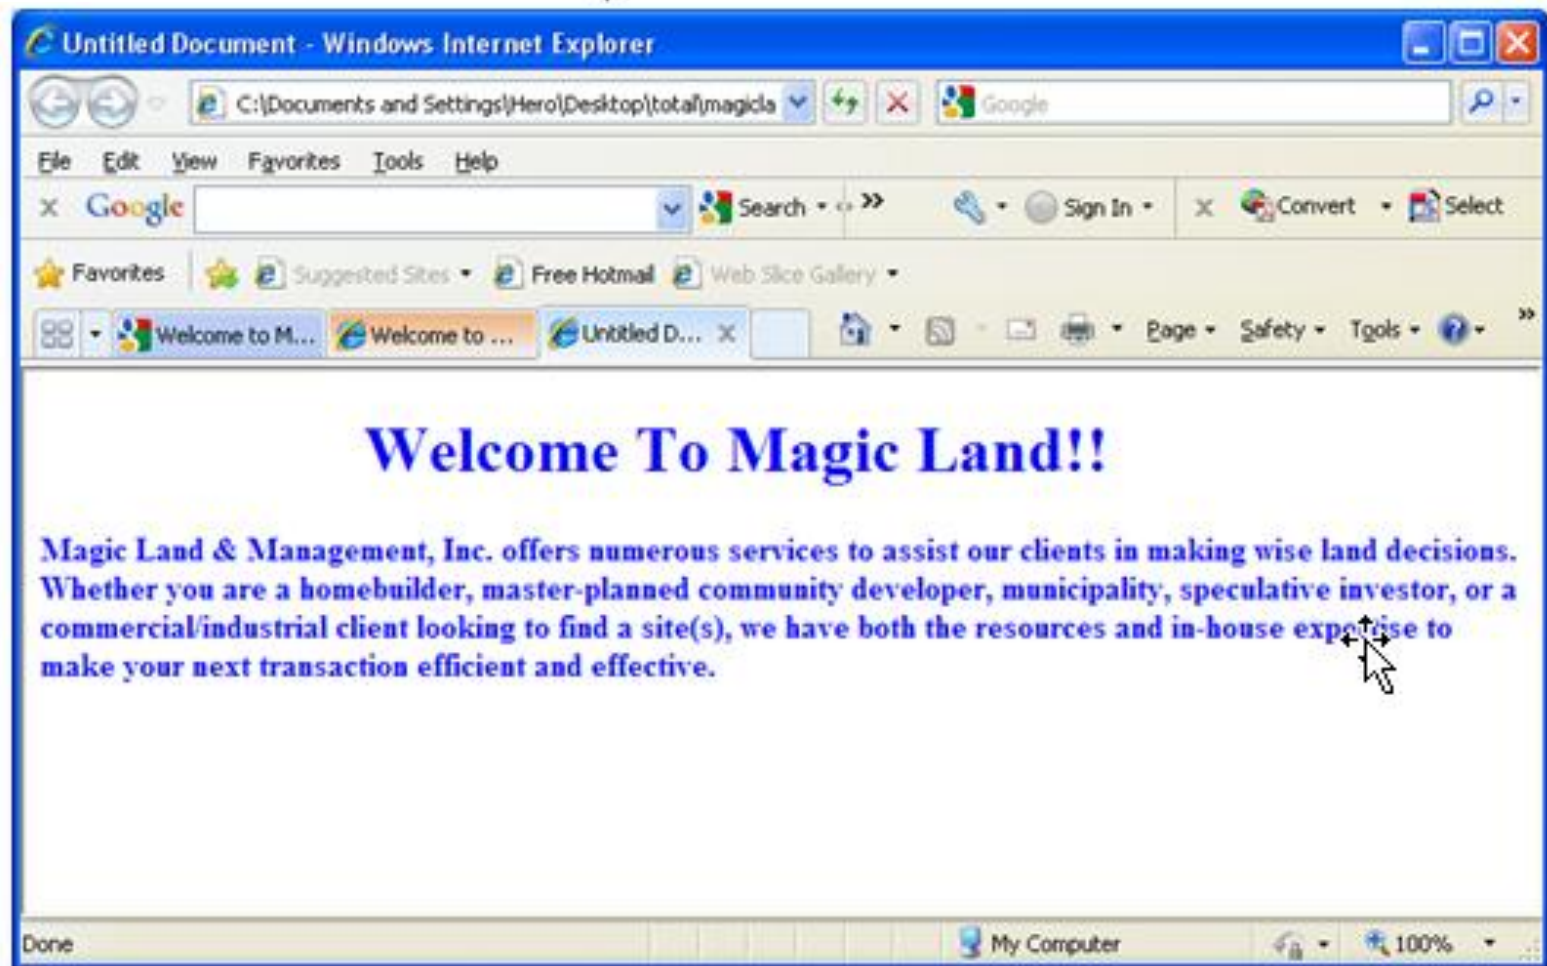 Untitled Document - Windows Internet Explorer
C:\Documents and Settings\Hero\Desktop\total\magicla Google
File Edit View Favorites Tools Help
x Google Search Sign In x Convert Select
Favorites Suggested Sites Free Hotmail Web Slice Gallery
Welcome to M... Welcome to ... Untitled D... Page Safety Tools
Welcome To Magic Land!!
Magic Land & Management, Inc. offers numerous services to assist our clients in making wise land decisions.
Whether you are a homebuilder, master-planned community developer, municipality, speculative investor, or a
commercial/industrial client looking to find a site(s), we have both the resources and in-house expertise to
make your next transaction efficient and effective.
Done My Computer 100%